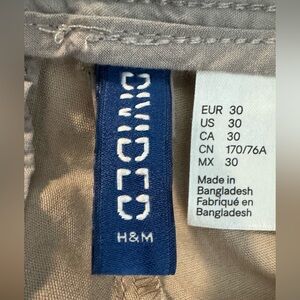 DIVIDED
H&M
EUR 30
US 30
CA 30
CN 170/76A
MX 30
Made in
Bangladesh
Fabriqué en
Bangladesh